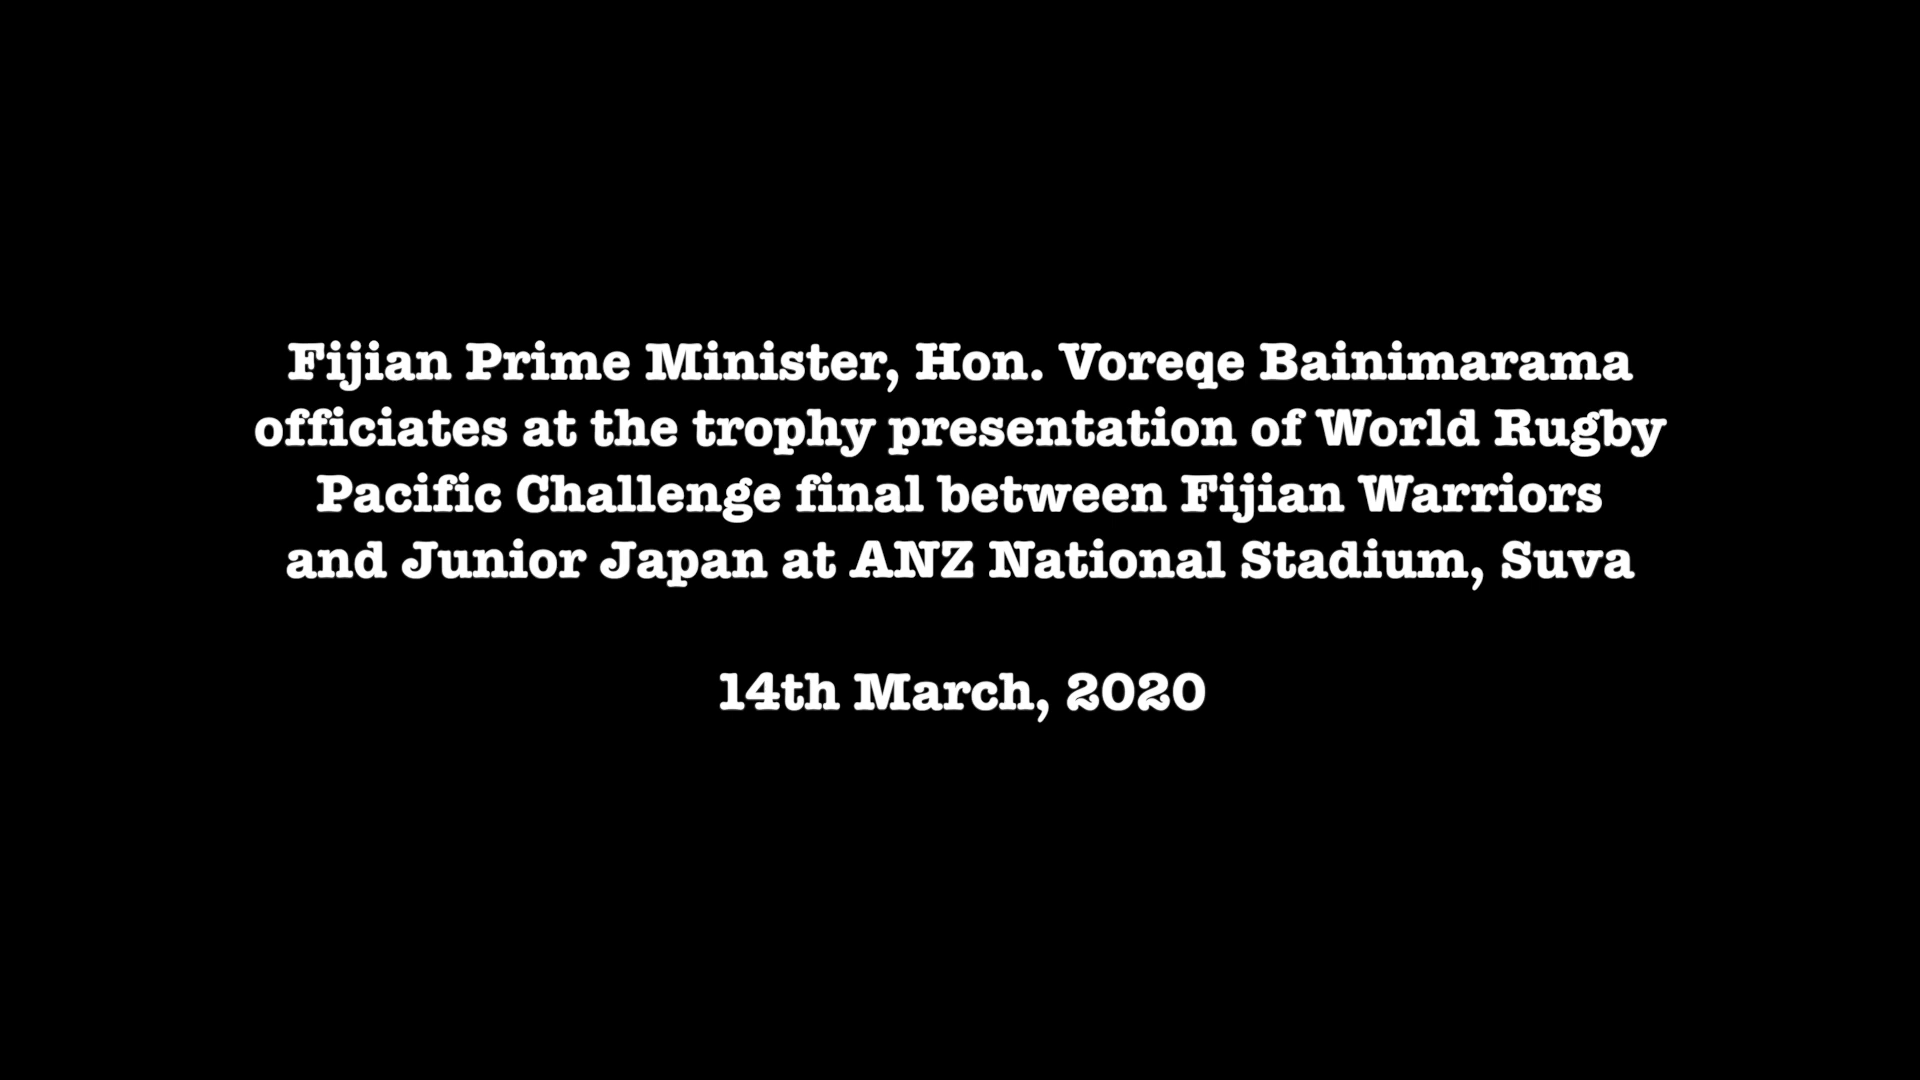 Fijian Prime Minister, Hon. Voreqe Bainimarama
officiates at the trophy presentation of World Rugby
Pacific Challenge final between Fijian Warriors
and Junior Japan at ANZ National Stadium, Suva
14th March, 2020